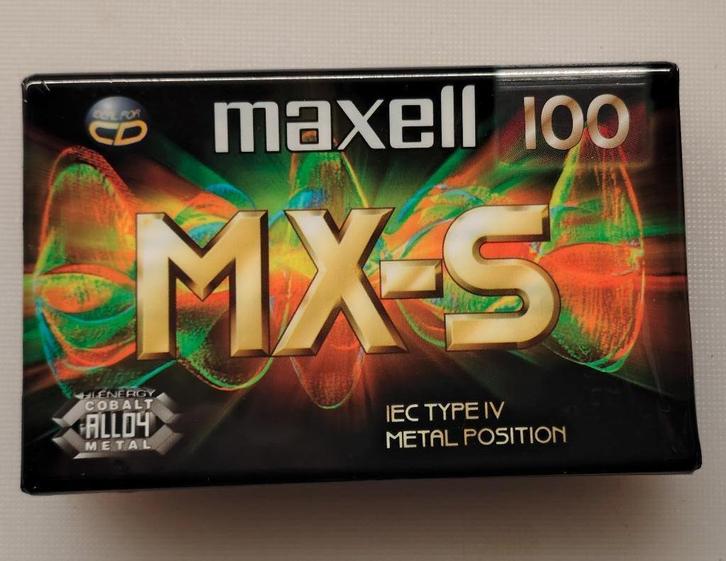 IDEAL FOR
CD
maxell
100
MX-S
HI-ENERGY
COBALT
ALLOY
METAL
IEC TYPE IV
METAL POSITION